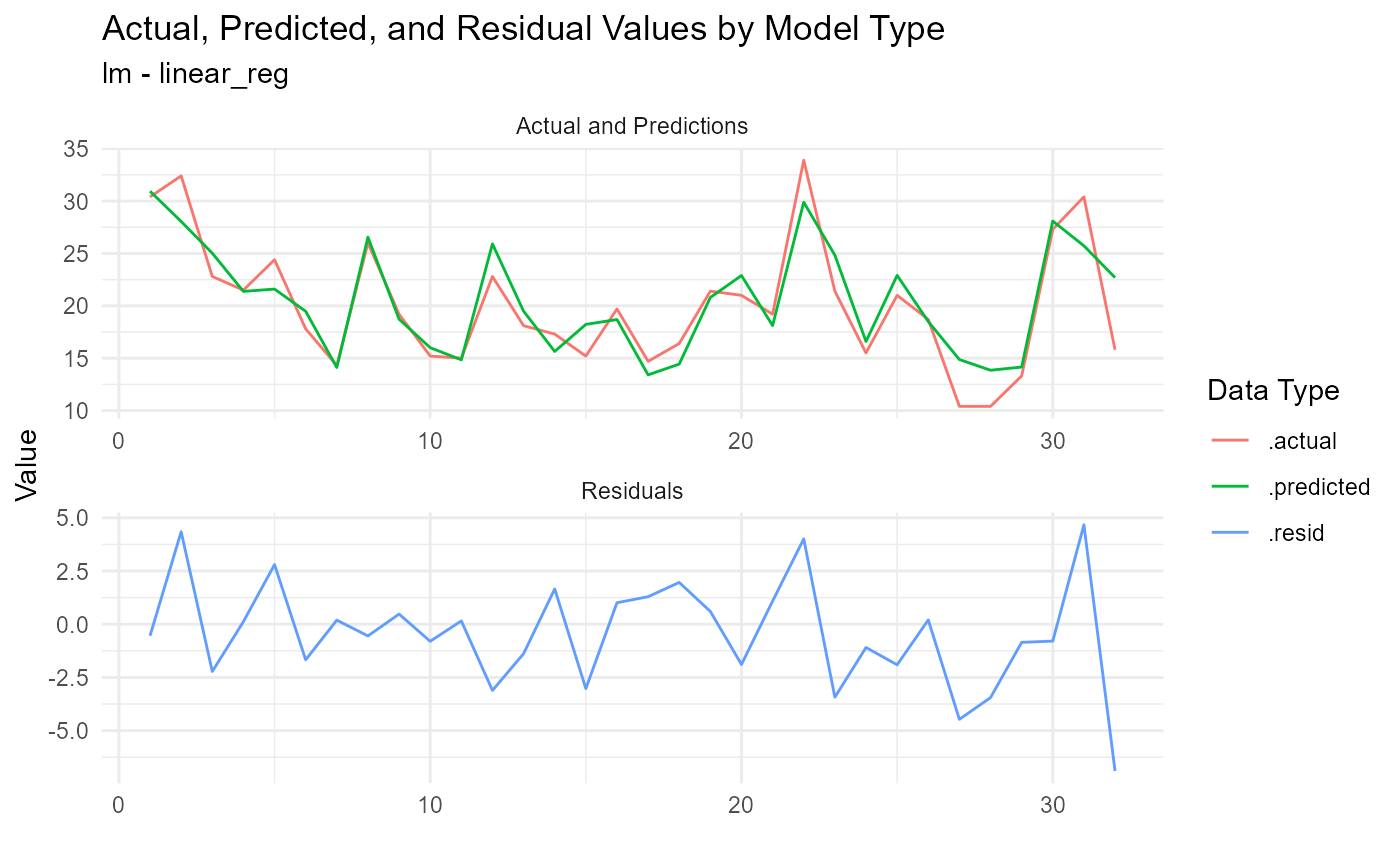 Actual, Predicted, and Residual Values by Model Type
lm - linear_reg
Actual and Predictions
35
30
25
20
15
10
0 10 20 30
Value
Residuals
5.0
2.5
0.0
-2.5
-5.0
0 10 20 30
Data Type
.actual
.predicted
.resid